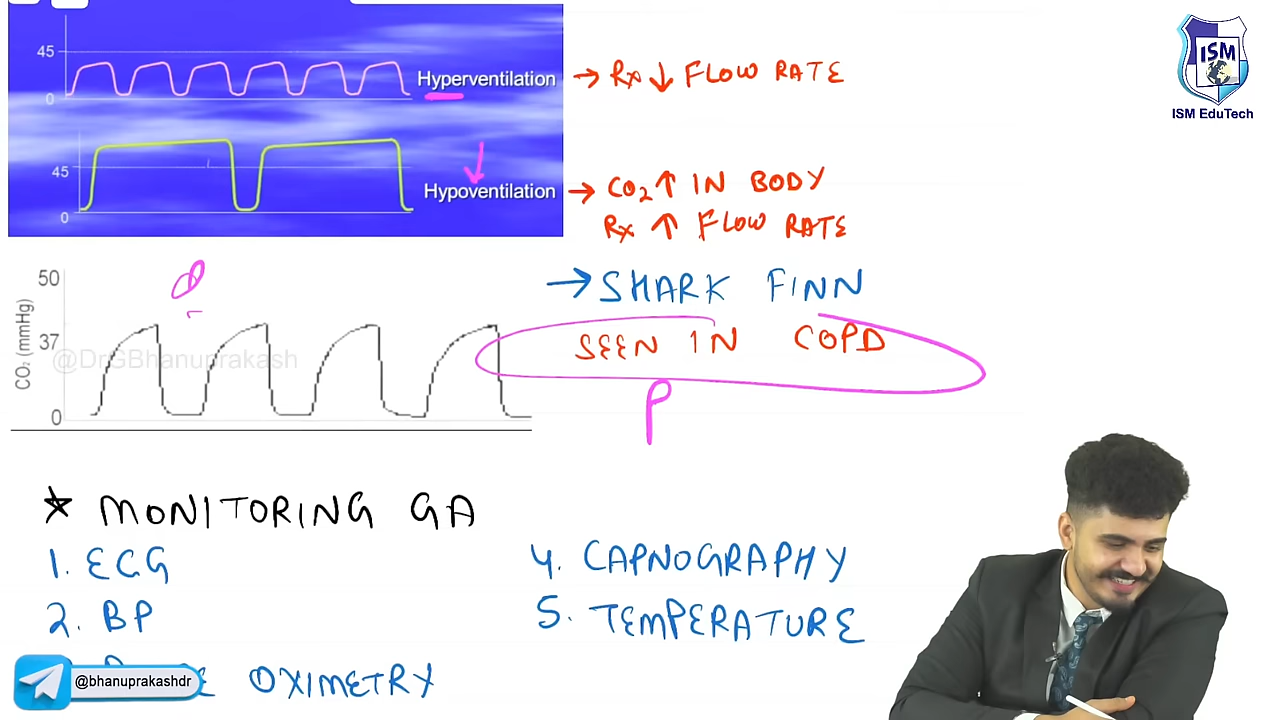 45
0
Hyperventilation
→ Rx ↓ FLOW RATE
ISM
ISM EduTech
45
0
Hypoventilation
→ CO₂ ↑ IN BODY
Rx ↑ FLOW RATE
50
37
0
CO₂ (mmHg)
@DrGBhanuprakash
→ SHARK FINN
SEEN IN COPD
P
* MONITORING GA
1. ECG
2. BP
OXIMETRY
4. CAPNOGRAPHY
5. TEMPERATURE
@bhanuprakashdr